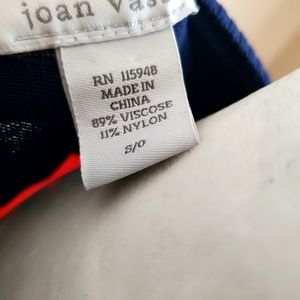 joan vas
RN 115948
MADE IN
CHINA
89% VISCOSE
11% NYLON
S/O